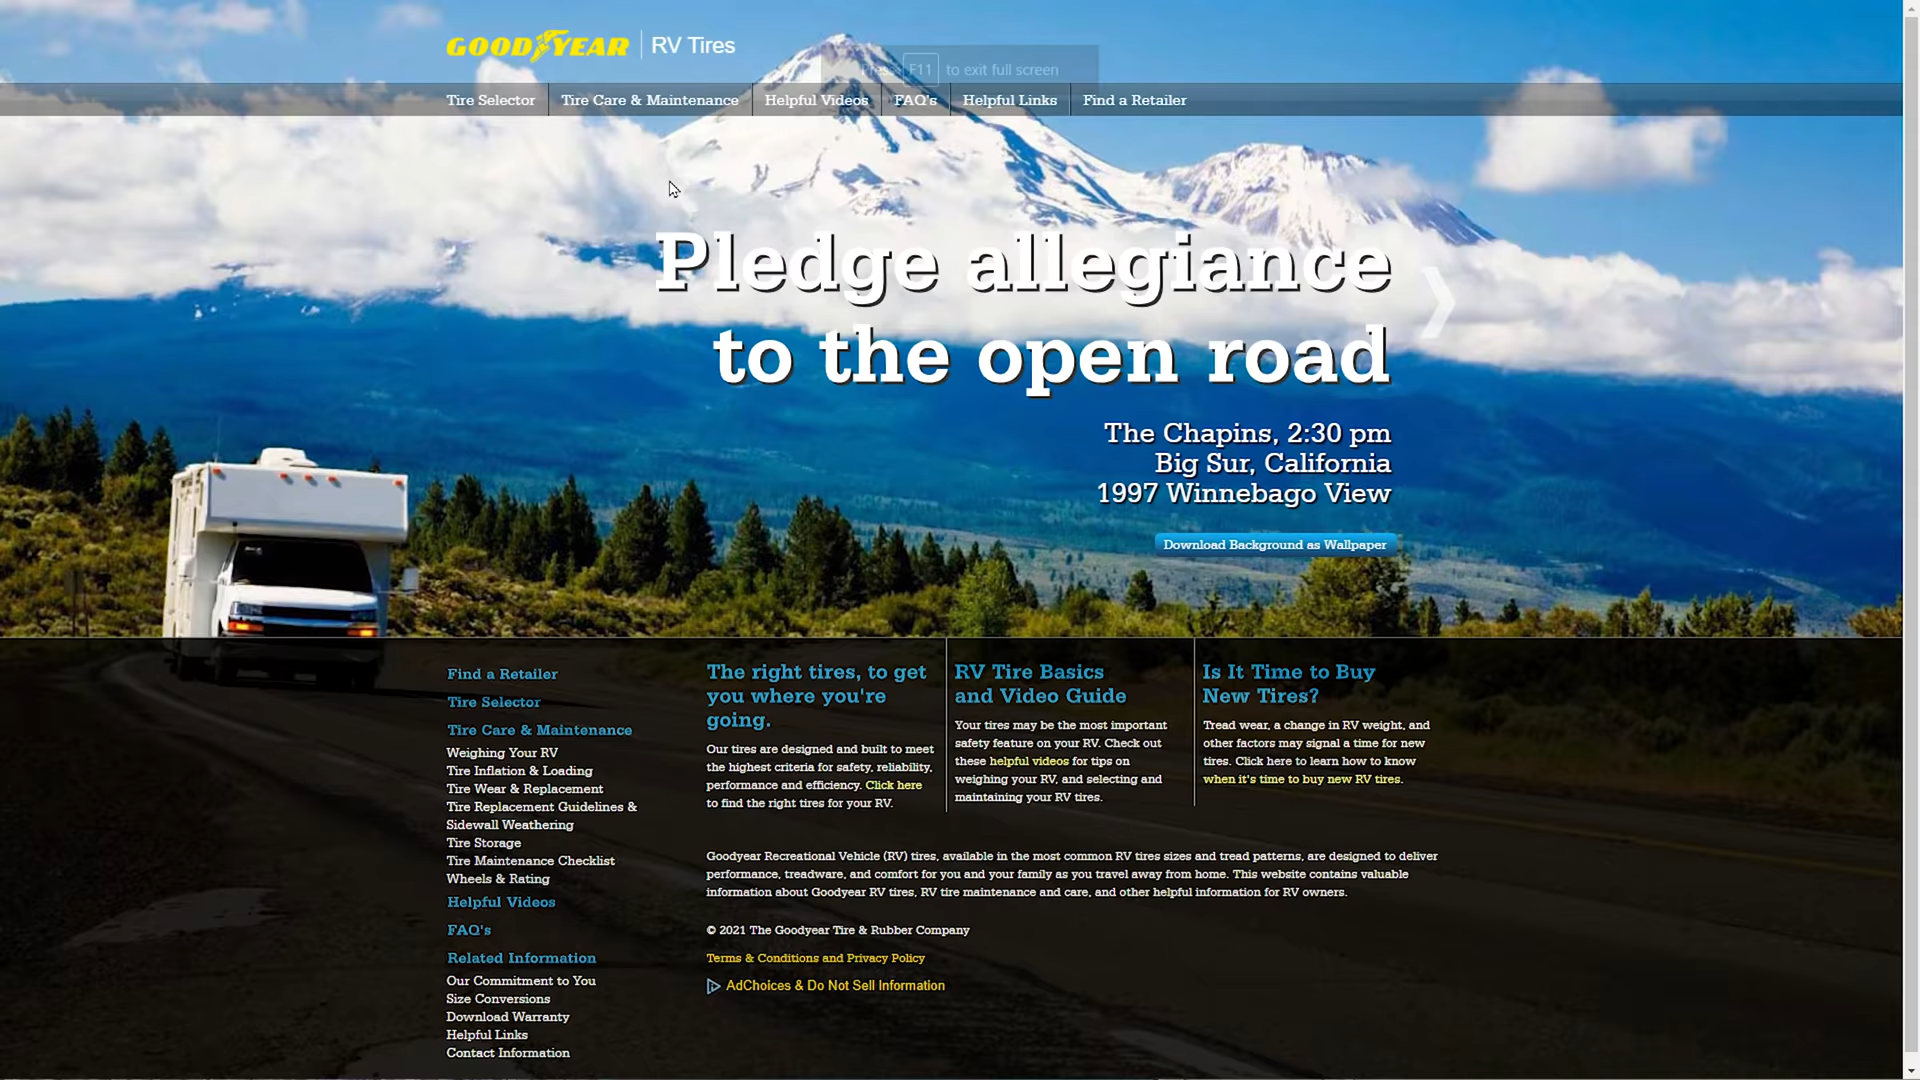 GOODYEAR RV Tires
Press F11 to exit full screen
Tire Selector Tire Care & Maintenance Helpful Videos FAQ's Helpful Links Find a Retailer
Pledge allegiance
to the open road
The Chapins, 2:30 pm
Big Sur, California
1997 Winnebago View
Download Background as Wallpaper
Find a Retailer
Tire Selector
Tire Care & Maintenance
Weighing Your RV
Tire Inflation & Loading
Tire Wear & Replacement
Tire Replacement Guidelines &
Sidewall Weathering
Tire Storage
Tire Maintenance Checklist
Wheels & Rating
Helpful Videos
FAQ's
Related Information
Our Commitment to You
Size Conversions
Download Warranty
Helpful Links
Contact Information
The right tires, to get
you where you're
going.
Our tires are designed and built to meet
the highest criteria for safety, reliability,
performance and efficiency. Click here
to find the right tires for your RV.
RV Tire Basics
and Video Guide
Your tires may be the most important
safety feature on your RV. Check out
these helpful videos for tips on
weighing your RV, and selecting and
maintaining your RV tires.
Is It Time to Buy
New Tires?
Tread wear, a change in RV weight, and
other factors may signal a time for new
tires. Click here to learn how to know
when it's time to buy new RV tires.
Goodyear Recreational Vehicle (RV) tires, available in the most common RV tires sizes and tread patterns, are designed to deliver
performance, treadware, and comfort for you and your family as you travel away from home. This website contains valuable
information about Goodyear RV tires, RV tire maintenance and care, and other helpful information for RV owners.
© 2021 The Goodyear Tire & Rubber Company
Terms & Conditions and Privacy Policy
AdChoices & Do Not Sell Information